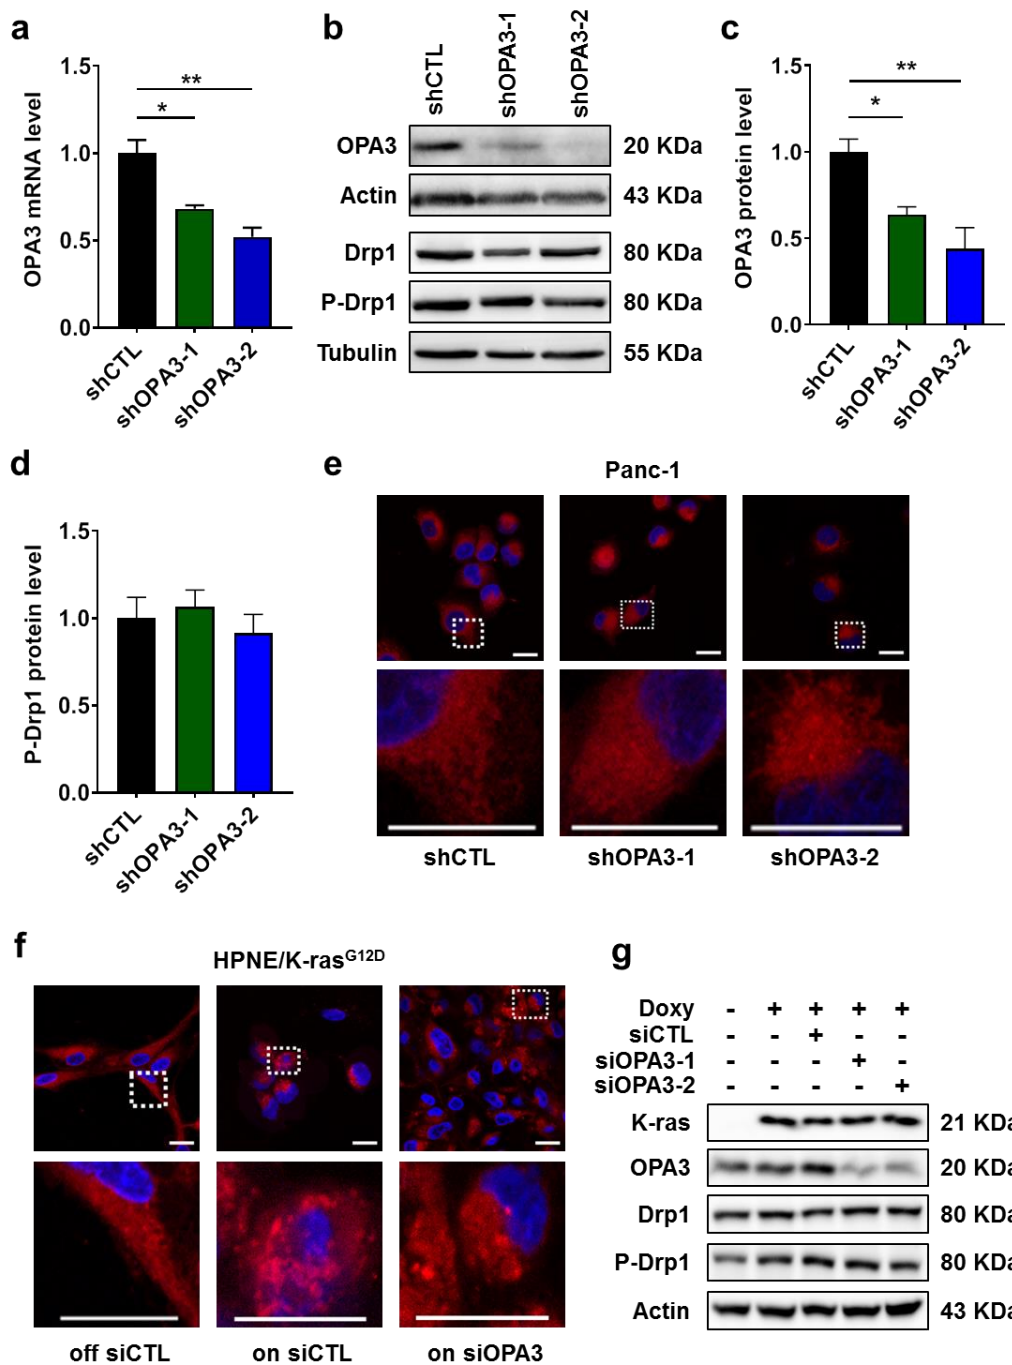 a
OPA3 mRNA level
1.5
1.0
0.5
0.0
**
*
shCTL
shOPA3-1
shOPA3-2
b
shCTL
shOPA3-1
shOPA3-2
OPA3 20 KDa
Actin 43 KDa
Drp1 80 KDa
P-Drp1 80 KDa
Tubulin 55 KDa
c
OPA3 protein level
1.5
1.0
0.5
0.0
**
*
shCTL
shOPA3-1
shOPA3-2
d
P-Drp1 protein level
1.5
1.0
0.5
0.0
shCTL
shOPA3-1
shOPA3-2
e
Panc-1
shCTL shOPA3-1 shOPA3-2
f
HPNE/K-rasG12D
off siCTL on siCTL on siOPA3
g
Doxy - + + + +
siCTL - - + - -
siOPA3-1 - - - + -
siOPA3-2 - - - - +
K-ras 21 KDa
OPA3 20 KDa
Drp1 80 KDa
P-Drp1 80 KDa
Actin 43 KDa